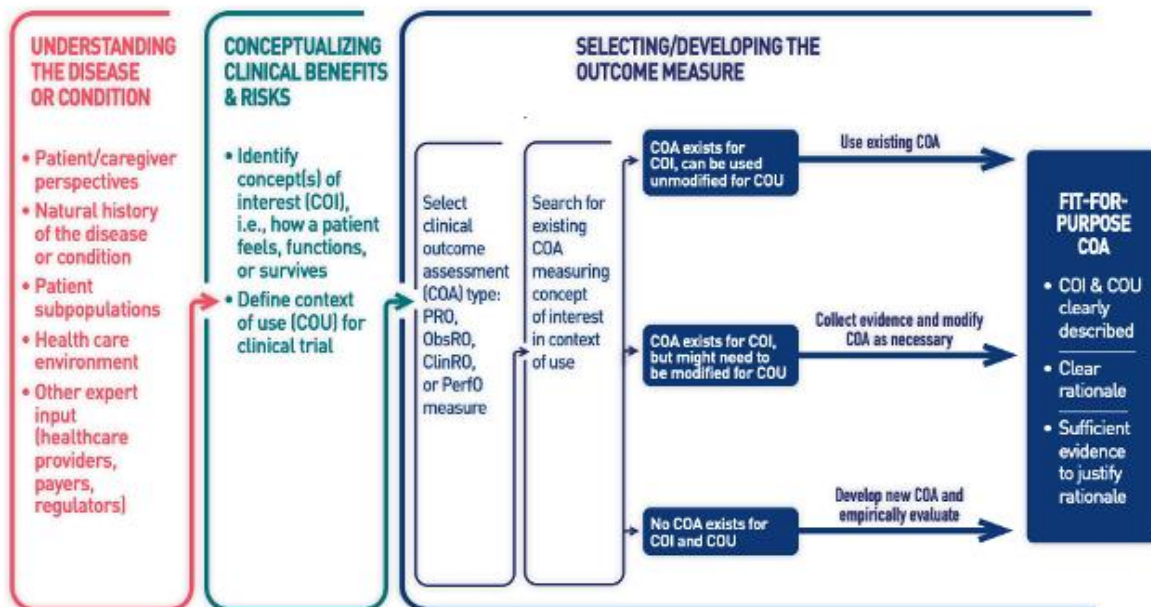 UNDERSTANDING
THE DISEASE
OR CONDITION
• Patient/caregiver
perspectives
• Natural history
of the disease
or condition
• Patient
subpopulations
• Health care
environment
• Other expert
input
(healthcare
providers,
payers,
regulators)
CONCEPTUALIZING
CLINICAL BENEFITS
& RISKS
• Identify
concept(s) of
interest (COI),
i.e., how a patient
feels, functions,
or survives
• Define context
of use (COU) for
clinical trial
SELECTING/DEVELOPING THE
OUTCOME MEASURE
Select
clinical
outcome
assessment
(COA) type:
PRO,
ObsRO,
ClinRO,
or PerfO
measure
Search for
existing
COA
measuring
concept
of interest
in context
of use
COA exists for
COI, can be used
unmodified for COU
Use existing COA
COA exists for COI,
but might need to
be modified for COU
Collect evidence and modify
COA as necessary
No COA exists for
COI and COU
Develop new COA and
empirically evaluate
FIT-FOR-
PURPOSE
COA
• COI & COU
clearly
described
• Clear
rationale
• Sufficient
evidence
to justify
rationale